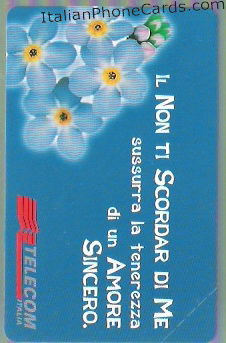 ItalianPhoneCards.com
Il Non ti Scordar di Me
sussurra la tenerezza
di un Amore
Sincero.
TELECOM
ITALIA